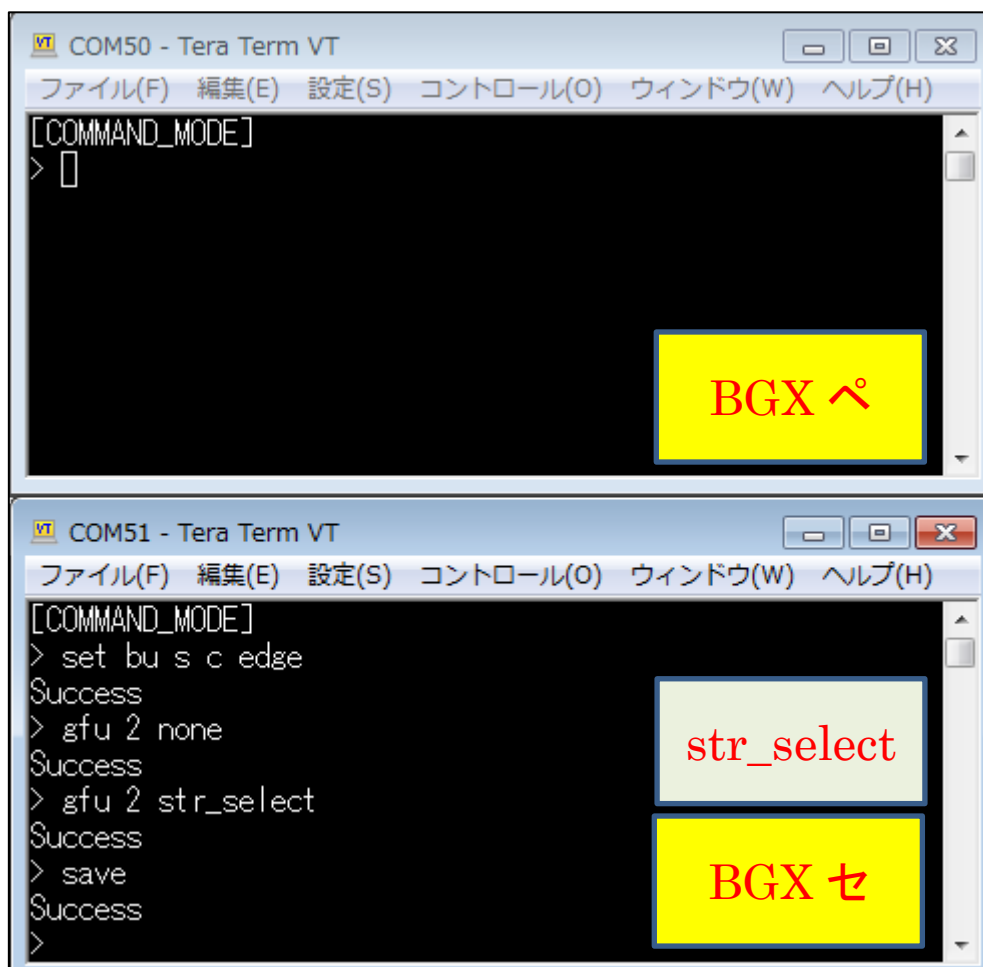 COM50 - Tera Term VT
ファイル(F) 編集(E) 設定(S) コントロール(O) ウィンドウ(W) ヘルプ(H)
[COMMAND_MODE]
>
BGX ペ
COM51 - Tera Term VT
ファイル(F) 編集(E) 設定(S) コントロール(O) ウィンドウ(W) ヘルプ(H)
[COMMAND_MODE]
> set bu s c edge
Success
> gfu 2 none
Success
> gfu 2 str_select
Success
> save
Success
>
str_select
BGX セ